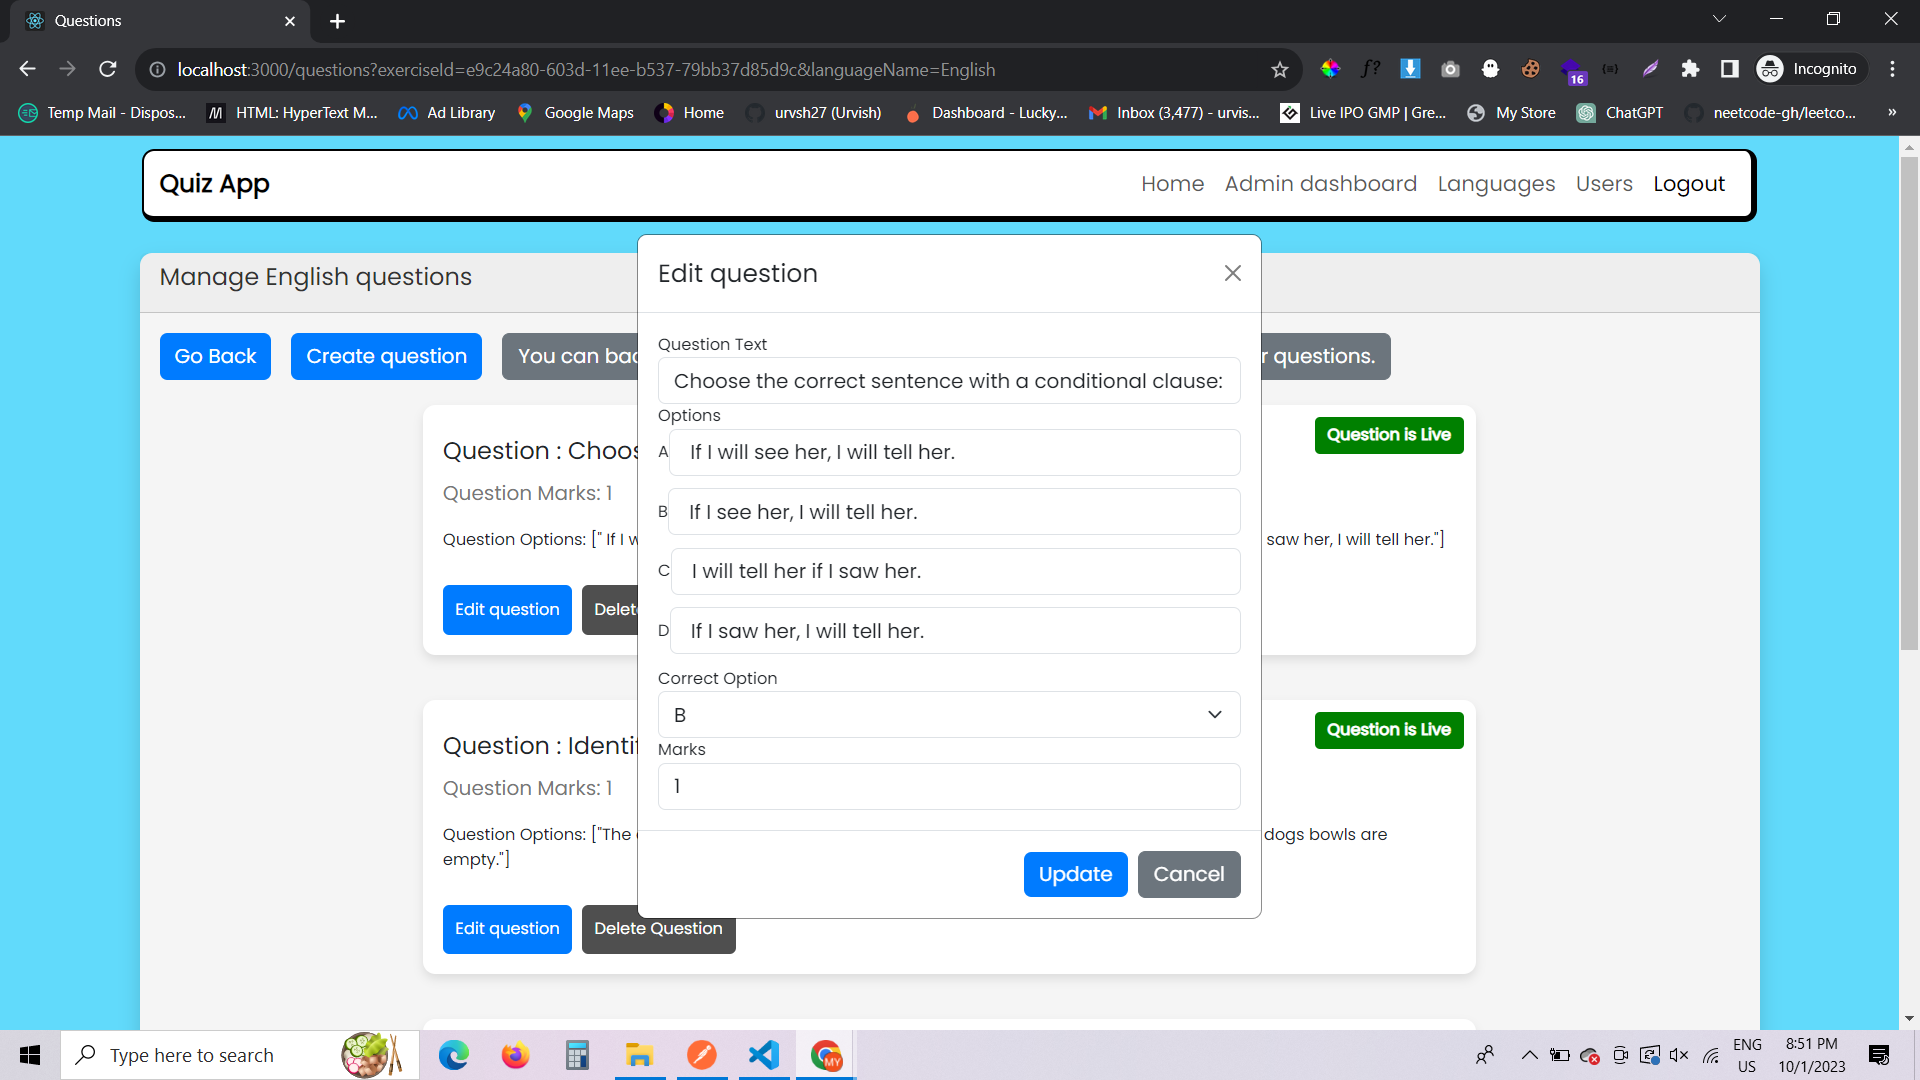 Questions
localhost:3000/questions?exerciseId=e9c24a80-603d-11ee-b537-79bb37d85d9c&languageName=English
f?
16
Incognito
Temp Mail - Dispos...
HTML: HyperText M...
Ad Library
Google Maps
Home
urvsh27 (Urvish)
Dashboard - Lucky...
Inbox (3,477) - urvis...
Live IPO GMP | Gre...
My Store
ChatGPT
neetcode-gh/leetco...
»
Quiz App
Home
Admin dashboard
Languages
Users
Logout
Manage English questions
Go Back
Create question
You can bac
r questions.
Question : Choos
Question is Live
Question Marks: 1
Question Options: [" If I w
saw her, I will tell her."]
Edit question
Delet
Question : Identif
Question is Live
Question Marks: 1
Question Options: ["The
dogs bowls are
empty."]
Edit question
Delete Question
Edit question
Question Text
Choose the correct sentence with a conditional clause:
Options
A
If I will see her, I will tell her.
B
If I see her, I will tell her.
C
I will tell her if I saw her.
D
If I saw her, I will tell her.
Correct Option
B
Marks
1
Update
Cancel
Type here to search
MY
ENG
US
8:51 PM
10/1/2023